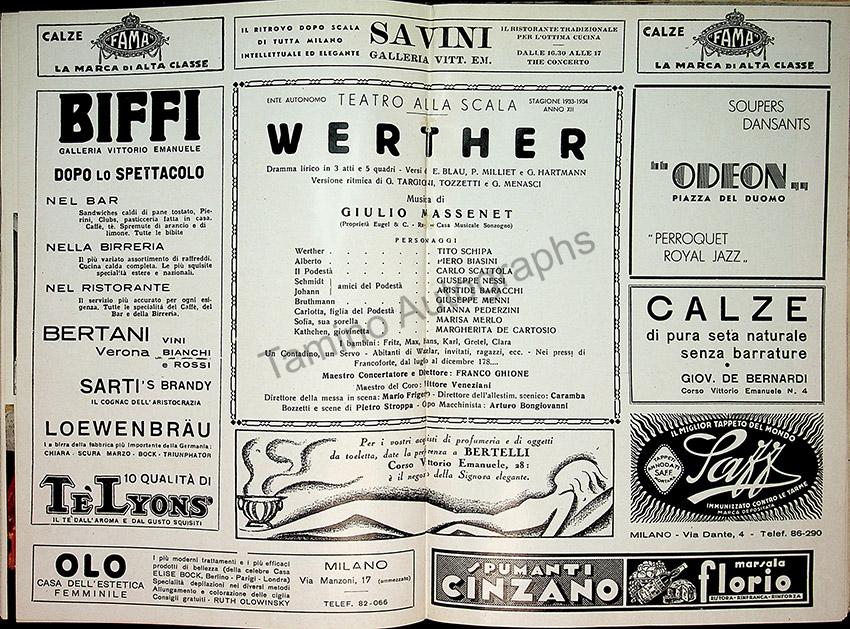 CALZE
FAMA
LA MARCA DI ALTA CLASSE
IL RITROVO DOPO SCALA
DI TUTTA MILANO
INTELLETTUALE ED ELEGANTE
SAVINI
GALLERIA VITT. EM.
IL RISTORANTE TRADIZIONALE
PER L'OTTIMA CUCINA
DALLE 16.30 ALLE 17
THE CONCERTO
CALZE
FAMA
LA MARCA DI ALTA CLASSE
BIFFI
GALLERIA VITTORIO EMANUELE
DOPO LO SPETTACOLO
NEL BAR
Sandwiches caldi di pane tostato, Pie-
rini, Clubs, pasticceria fatta in casa.
Caffè, tè. Spremute di arancio e di
limone. Tutte le bibite
NELLA BIRRERIA
Il più variato assortimento di raffreddi.
Cucina calda completa. Le più squisite
specialità estere e nazionali.
NEL RISTORANTE
Il servizio più accurato per ogni esi-
genza. Tutte le specialità del Caffè, del
Bar e della Birreria.
BERTANI VINI
Verona BIANCHI
e ROSSI
SARTI'S BRANDY
IL COGNAC DELL'ARISTOCRAZIA
LOEWENBRÄU
La birra della fabbrica più importante della Germania:
CHIARA - SCURA MARZO - BOCK - TRIUNPHATOR
10 QUALITÀ DI
TÈ LYONS'
IL TÈ DALL'AROMA E DAL GUSTO SQUISITI
ENTE AUTONOMO TEATRO ALLA SCALA STAGIONE 1933-1934
ANNO XII
WERTHER
Dramma lirico in 3 atti e 5 quadri - Versi di E. BLAU, P. MILLIET e G. HARTMANN
Versione ritmica di G. TARGIONI, TOZZETTI e G. MENASCI
Musica di
GIULIO MASSENET
(Proprietà Eugel & C. - Casa Musicale Sonzogno)
PERSONAGGI
Werther TITO SCHIPA
Alberto PIERO BIASINI
Il Podestà CARLO SCATTOLA
Schmidt GIUSEPPE NESSI
amici del Podestà
Johann ARISTIDE BARACCHI
Bruthmann GIUSEPPE MENNI
Carlotta, figlia del Podestà GIANNA PEDERZINI
Sofia, sua sorella MARISA MERLO
Kathchen, giovinetta MARGHERITA DE CARTOSIO
bambini: Fritz, Max, Hans, Karl, Gretel, Clara
Un Contadino, un Servo - Abitanti di Wetzlar, invitati, ragazzi, ecc. - Nei pressi di
Francoforte, dal luglio al dicembre 178....
Maestro Concertatore e Direttore: FRANCO GHIONE
Maestro del Coro: Vittore Veneziani
Direttore della messa in scena: Mario Frigerio - Direttore dell'allestim. scenico: Caramba
Bozzetti e scene di Pietro Stroppa - Capo Macchinista: Arturo Bongiovanni
Tamino Autographs
Per i vostri acquisti di profumeria e di oggetti
da toeletta, date la preferenza a BERTELLI
Corso Vittorio Emanuele, 28:
è il negozio della Signora elegante.
SOUPERS
DANSANTS
"ODEON"
PIAZZA DEL DUOMO
"PERROQUET
ROYAL JAZZ"
CALZE
di pura seta naturale
senza barrature
GIOV. DE BERNARDI
Corso Vittorio Emanuele N. 4
IL MIGLIOR TAPPETO DEL MONDO
TAPPETI
ANNODATI
S.A.F.F.
Saff
IMMUNIZZATO CONTRO LE TARME
MARCA DEPOSITATA
MILANO - Via Dante, 4 - Telef. 86-290
OLO
CASA DELL'ESTETICA
FEMMINILE
I più moderni trattamenti e i più efficaci
prodotti di bellezza (della celebre Casa
ELISE BOCK, Berlino - Parigi - Londra)
Specialità depilazioni nei diversi metodi
Allungamento e colorazione delle ciglia
Consigli gratuiti - RUTH OLOWINSKY
MILANO
Via Manzoni, 17 (ammezzato)
TELEF. 82-066
SPUMANTI
CINZANO
marsala
florio
RISTORA-RINFRANCA-RINFORZA